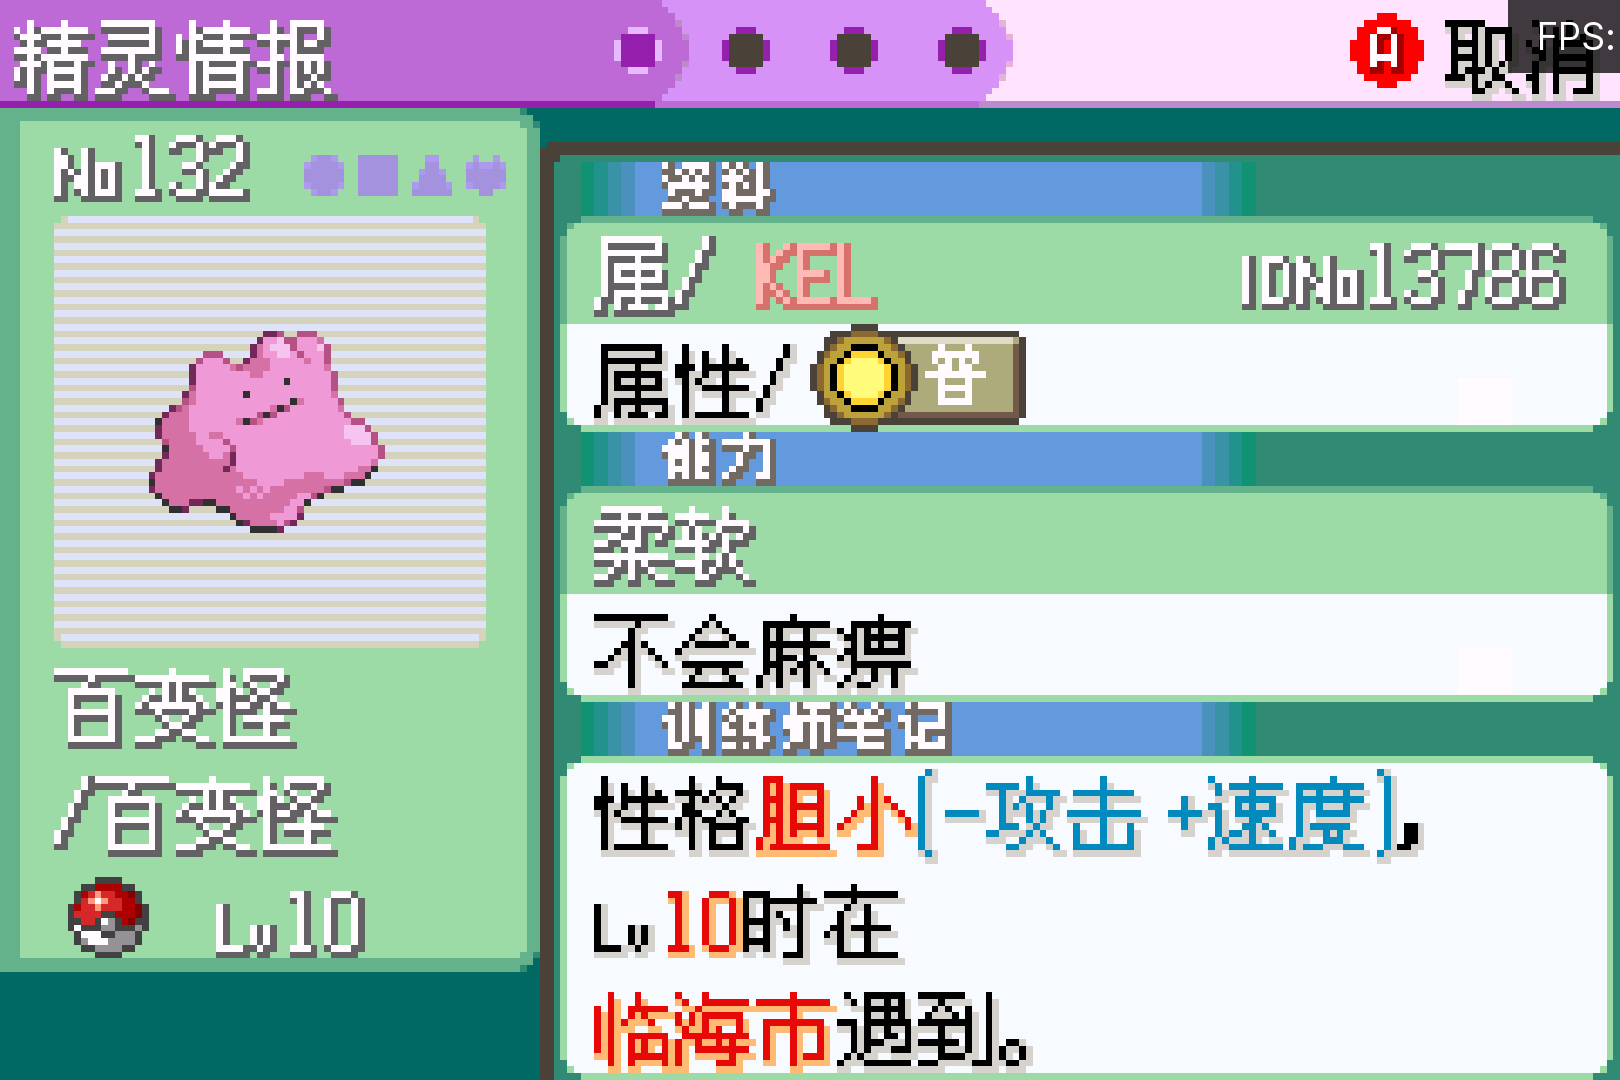 精灵情报
A 取消
FPS:
No132
资料
属/ KEL IDNo13786
属性/ 普
能力
柔软
不会麻痹
训练师笔记
百变怪
/百变怪
Lv10
性格胆小(-攻击 +速度),
Lv10时在
临海市遇到。